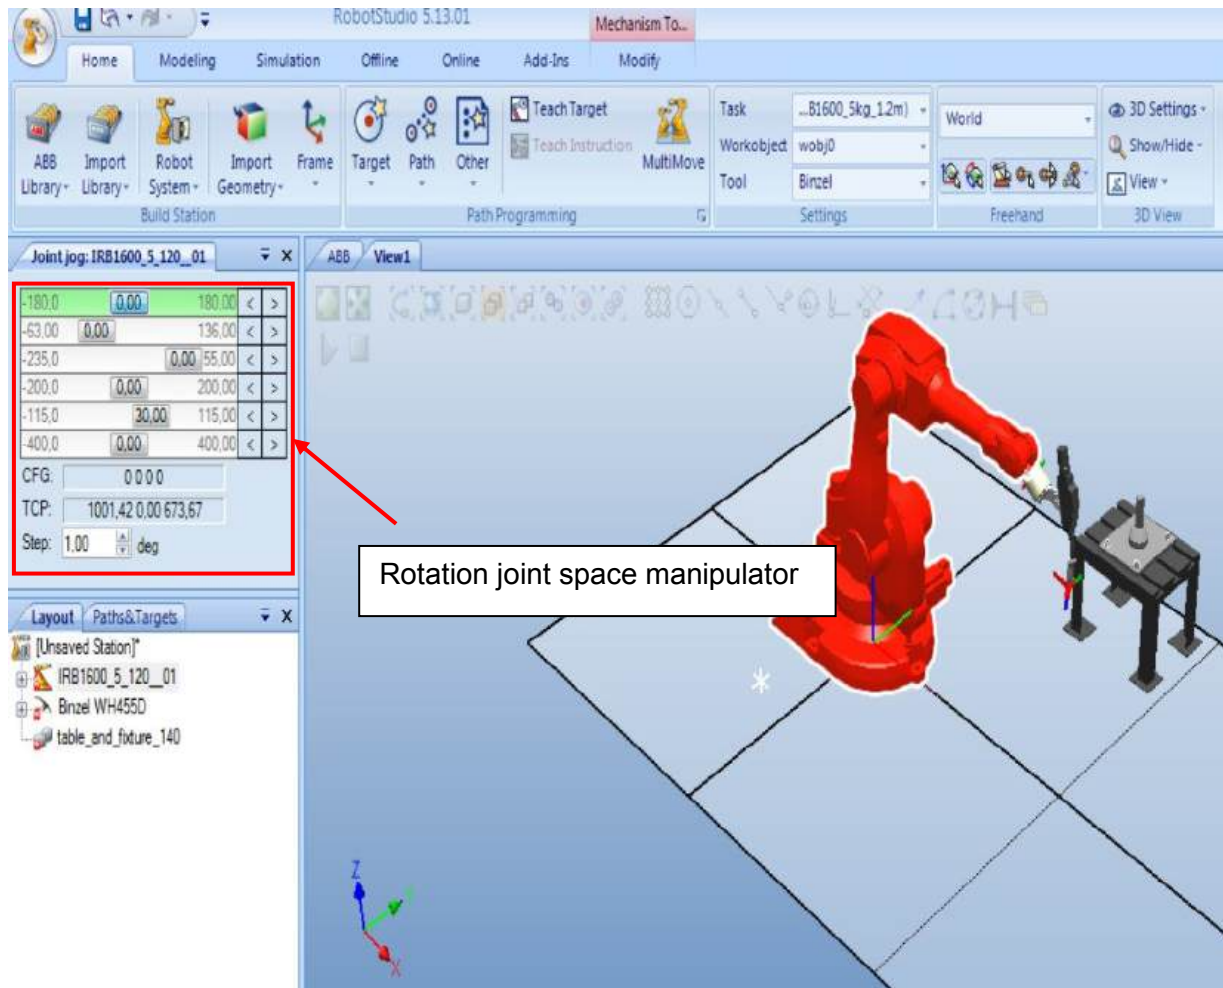 RobotStudio 5.13.01
Mechanism To...
Home Modeling Simulation Offline Online Add-Ins Modify
ABB Library
Import Library
Robot System
Import Geometry
Frame
Build Station
Target
Path
Other
Teach Target
Teach Instruction
MultiMove
Path Programming
Task ...B1600_5kg_1.2m)
Workobject wobj0
Tool Binzel
Settings
World
Freehand
3D Settings
Show/Hide
View
3D View
Joint jog: IRB1600_5_120__01
ABB View1
-180,0 0,00 180,00 < >
-63,00 0,00 136,00 < >
-235,0 0,00 55,00 < >
-200,0 0,00 200,00 < >
-115,0 30,00 115,00 < >
-400,0 0,00 400,00 < >
CFG: 0 0 0 0
TCP: 1001,42 0,00 673,67
Step: 1,00 deg
Rotation joint space manipulator
Layout Paths&Targets
[Unsaved Station]*
IRB1600_5_120__01
Binzel WH455D
table_and_fixture_140
Z
X